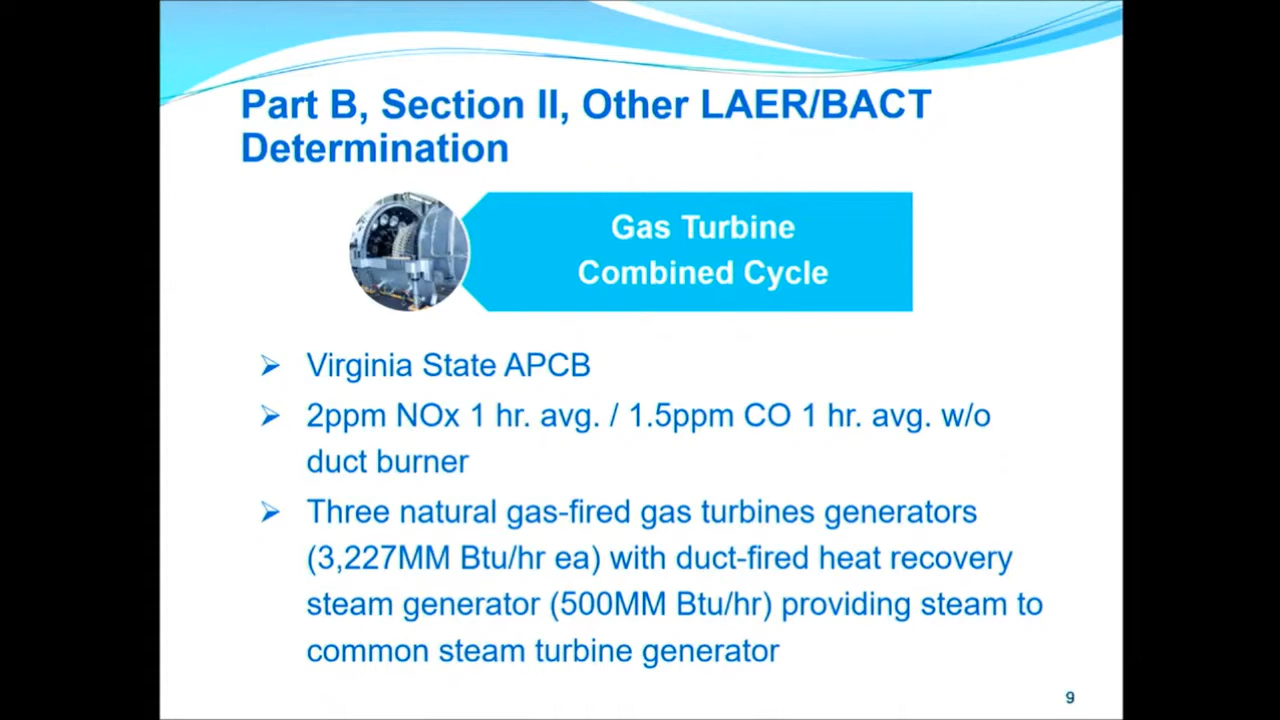 Part B, Section II, Other LAER/BACT
Determination
Gas Turbine
Combined Cycle
Virginia State APCB
2ppm NOx 1 hr. avg. / 1.5ppm CO 1 hr. avg. w/o
duct burner
Three natural gas-fired gas turbines generators
(3,227MM Btu/hr ea) with duct-fired heat recovery
steam generator (500MM Btu/hr) providing steam to
common steam turbine generator
9